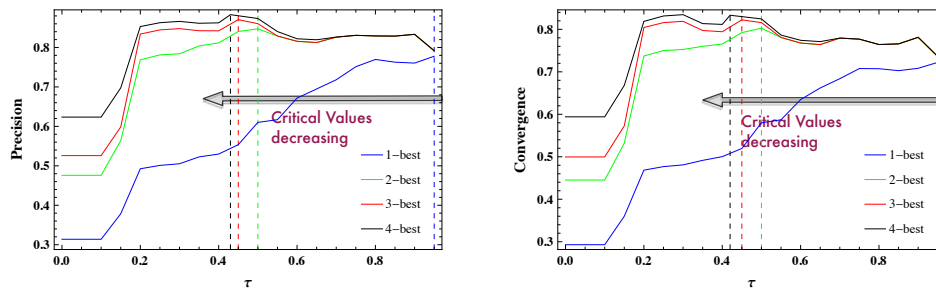 Precision
0.8
0.7
0.6
0.5
0.4
0.3
Critical Values
decreasing
1-best
2-best
3-best
4-best
0.0 0.2 0.4 0.6 0.8
τ
Convergence
0.8
0.7
0.6
0.5
0.4
0.3
Critical Values
decreasing
1-best
2-best
3-best
4-best
0.0 0.2 0.4 0.6 0.8
τ